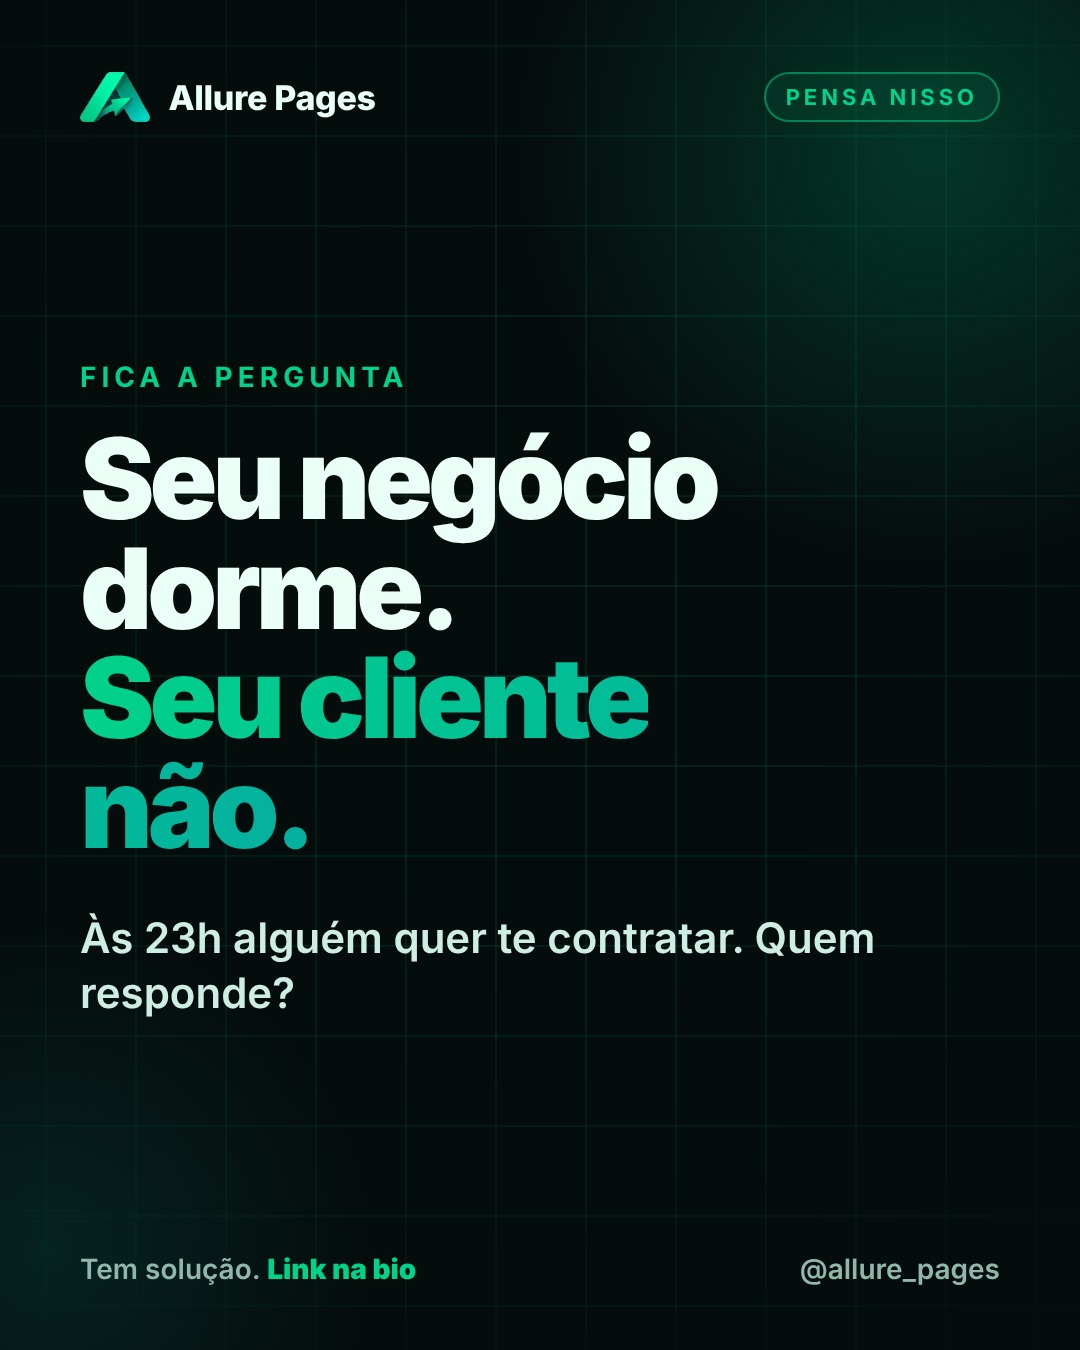 Allure Pages
PENSA NISSO
FICA A PERGUNTA
Seu negócio
dorme.
Seu cliente
não.
Às 23h alguém quer te contratar. Quem
responde?
Tem solução. Link na bio
@allure_pages